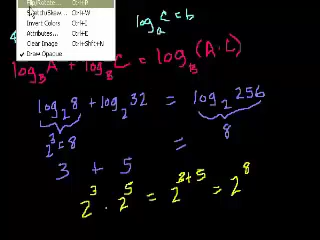 Flip/Rotate... Ctrl+R
Stretch/Skew... Ctrl+W
Invert Colors Ctrl+I
Attributes... Ctrl+E
Clear Image Ctrl+Shft+N
Draw Opaque
log_a c = b
log_B A + log_B C = log_B (A·C)
log_2 8 + log_2 32 = log_2 256
2^3 = 8
8
3 + 5 =
2^3 · 2^5 = 2^{3+5} = 2^8